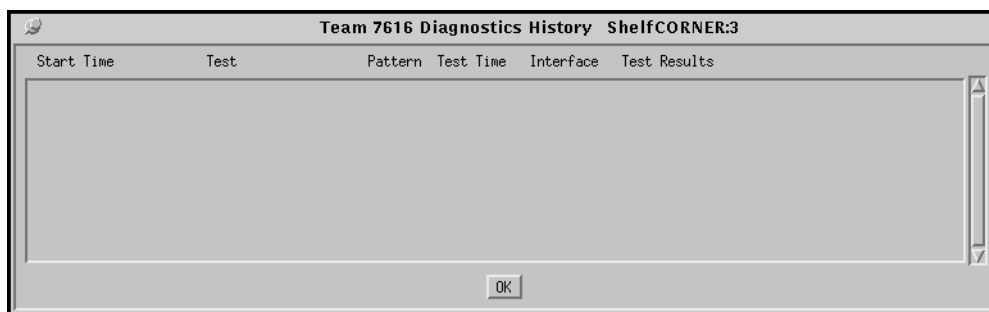 Team 7616 Diagnostics History ShelfCORNER:3
Start Time Test Pattern Test Time Interface Test Results
OK